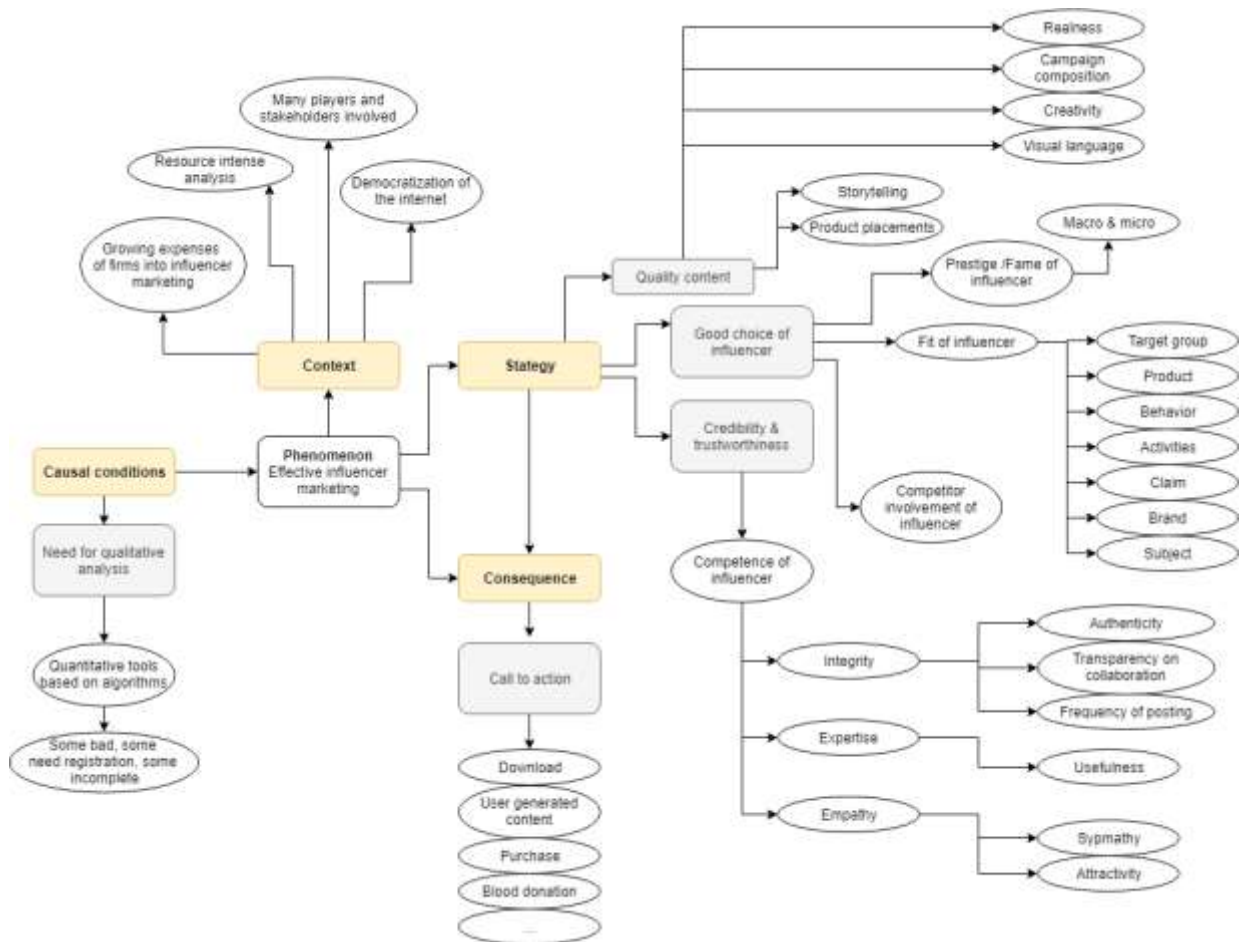 Realness
Campaign
composition
Creativity
Visual language
Many players and
stakeholders involved
Resource intense
analysis
Democratization of
the internet
Storytelling
Product placements
Macro & micro
Growing expenses
of firms into influencer
marketing
Quality content
Prestige /Fame of
influencer
Context
Stategy
Good choice of
influencer
Fit of influencer
Target group
Product
Behavior
Activities
Claim
Brand
Subject
Credibility &
trustworthiness
Causal conditions
Phenomenon
Effective influencer
marketing
Competitor
involvement of
influencer
Need for qualitative
analysis
Consequence
Competence of
influencer
Quantitative tools
based on algorithms
Call to action
Integrity
Authenticity
Transparency on
collaboration
Frequency of posting
Some bad, some
need registration, some
incomplete
Expertise
Usefulness
Download
User generated
content
Purchase
Blood donation
....
Empathy
Sypmathy
Attractivity